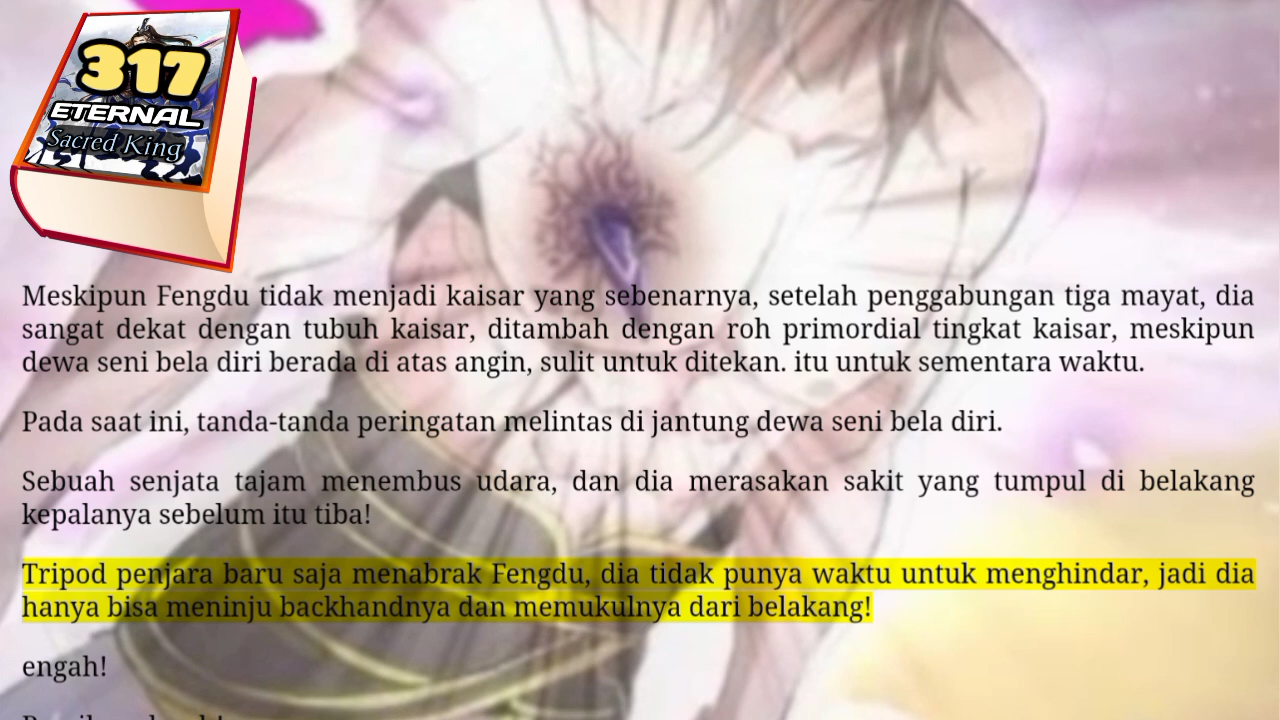 317
ETERNAL
Sacred King
Meskipun Fengdu tidak menjadi kaisar yang sebenarnya, setelah penggabungan tiga mayat, dia
sangat dekat dengan tubuh kaisar, ditambah dengan roh primordial tingkat kaisar, meskipun
dewa seni bela diri berada di atas angin, sulit untuk ditekan. itu untuk sementara waktu.
Pada saat ini, tanda-tanda peringatan melintas di jantung dewa seni bela diri.
Sebuah senjata tajam menembus udara, dan dia merasakan sakit yang tumpul di belakang
kepalanya sebelum itu tiba!
Tripod penjara baru saja menabrak Fengdu, dia tidak punya waktu untuk menghindar, jadi dia
hanya bisa meninju backhandnya dan memukulnya dari belakang!
engah!